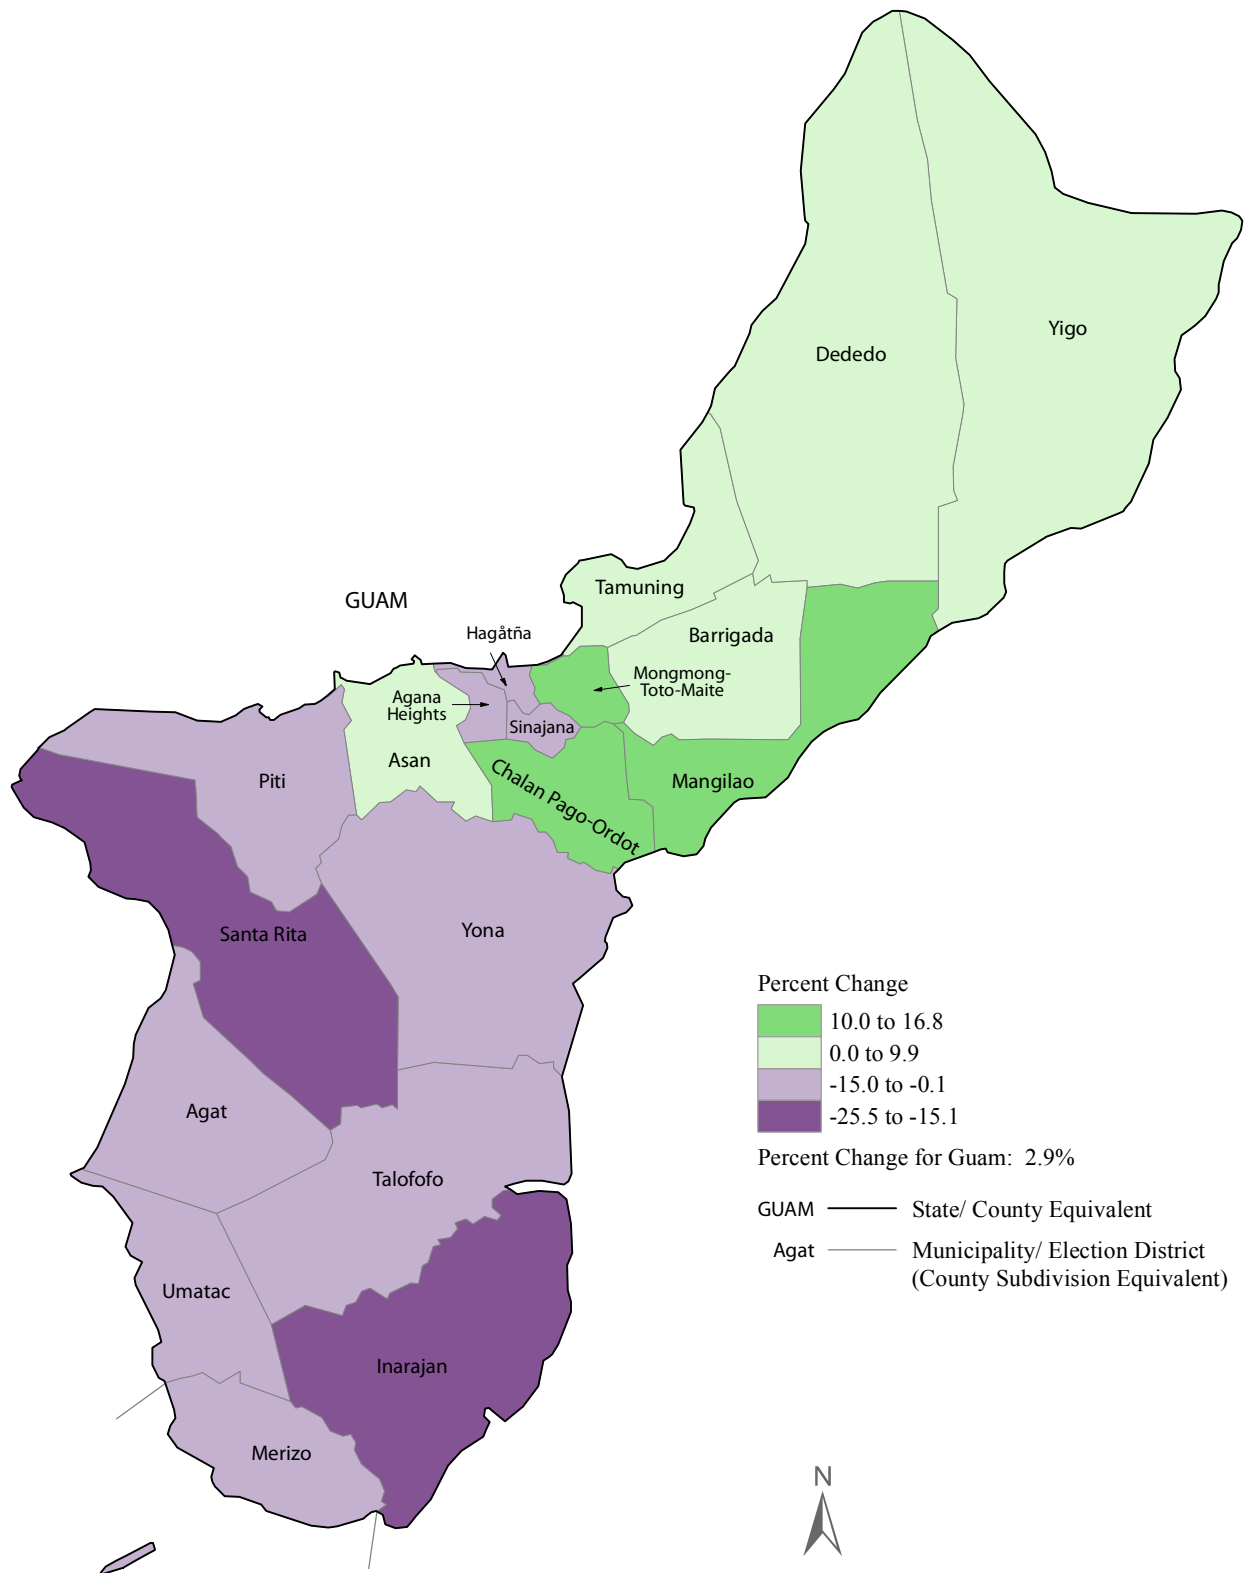 Yigo
Dededo
Tamuning
GUAM
Hagåtña
Barrigada
Mongmong-
Toto-Maite
Agana
Heights
Sinajana
Asan
Piti
Chalan Pago-Ordot
Mangilao
Santa Rita
Yona
Agat
Talofofo
Umatac
Inarajan
Merizo
Percent Change
10.0 to 16.8
0.0 to 9.9
-15.0 to -0.1
-25.5 to -15.1
Percent Change for Guam: 2.9%
GUAM State/ County Equivalent
Agat Municipality/ Election District
(County Subdivision Equivalent)
N